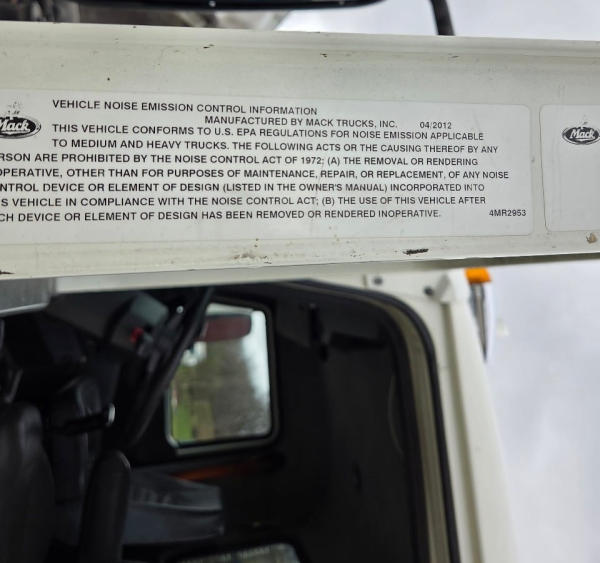 VEHICLE NOISE EMISSION CONTROL INFORMATION
MANUFACTURED BY MACK TRUCKS, INC. 04/2012
Mack
THIS VEHICLE CONFORMS TO U.S. EPA REGULATIONS FOR NOISE EMISSION APPLICABLE
TO MEDIUM AND HEAVY TRUCKS. THE FOLLOWING ACTS OR THE CAUSING THEREOF BY ANY
ERSON ARE PROHIBITED BY THE NOISE CONTROL ACT OF 1972; (A) THE REMOVAL OR RENDERING
OPERATIVE, OTHER THAN FOR PURPOSES OF MAINTENANCE, REPAIR, OR REPLACEMENT, OF ANY NOISE
ONTROL DEVICE OR ELEMENT OF DESIGN (LISTED IN THE OWNER'S MANUAL) INCORPORATED INTO
S VEHICLE IN COMPLIANCE WITH THE NOISE CONTROL ACT; (B) THE USE OF THIS VEHICLE AFTER
CH DEVICE OR ELEMENT OF DESIGN HAS BEEN REMOVED OR RENDERED INOPERATIVE. 4MR2953
Mack